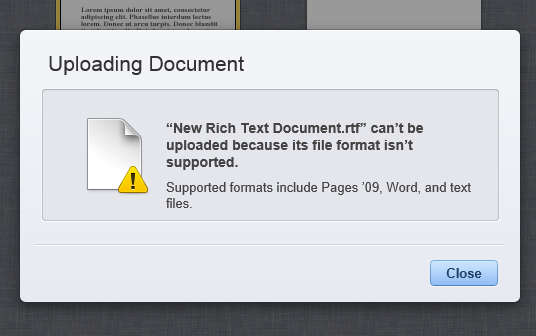 Lorem ipsum dolor sit amet, consectetur
adipiscing elit. Phasellus interdum lectus
lorem. Donec ut arcu turpis. Donec blandit
Uploading Document
“New Rich Text Document.rtf” can’t be
uploaded because its file format isn’t
supported.
Supported formats include Pages ’09, Word, and text
files.
Close